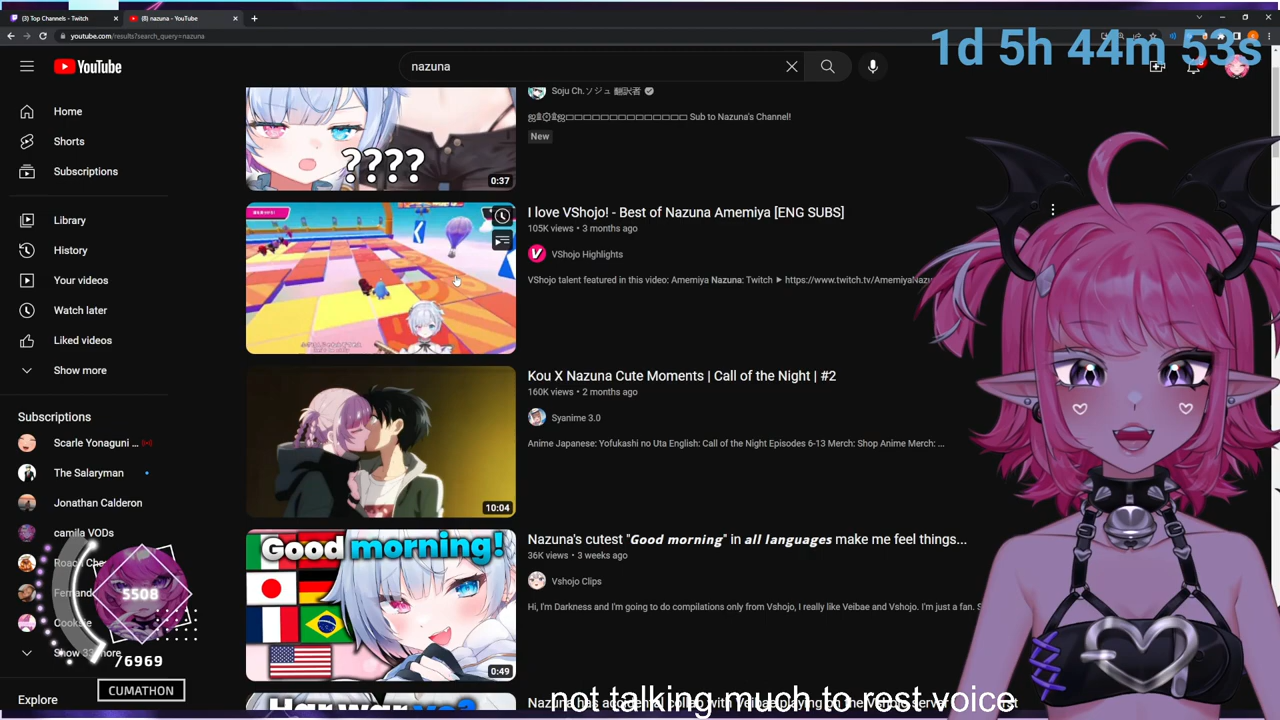 (3) Top Channels - Twitch
(8) nazuna - YouTube
youtube.com/results?search_query=nazuna
1d 5h 44m 53s
YouTube
nazuna
Home
Shorts
Subscriptions
Library
History
Your videos
Watch later
Liked videos
Show more
Subscriptions
Scarle Yonaguni ...
The Salaryman
Jonathan Calderon
camila VODs
Roach Cha
Fernand
Cooksie
Explore
5508
/6969
CUMATHON
????
0:37
Soju Ch.ソジュ 翻訳者
Sub to Nazuna's Channel!
New
I love VShojo! - Best of Nazuna Amemiya [ENG SUBS]
105K views • 3 months ago
VShojo Highlights
VShojo talent featured in this video: Amemiya Nazuna: Twitch ► https://www.twitch.tv/AmemiyaNazu
10:04
Kou X Nazuna Cute Moments | Call of the Night | #2
160K views • 2 months ago
Syanime 3.0
Anime Japanese: Yofukashi no Uta English: Call of the Night Episodes 6-13 Merch: Shop Anime Merch: ...
Good morning!
0:49
Nazuna's cutest "Good morning" in all languages make me feel things...
36K views • 3 weeks ago
Vshojo Clips
Hi, I'm Darkness and I'm going to do compilations only from Vshojo, I really like Veibae and Vshojo. I'm just a fan. S
not talking much to rest voice